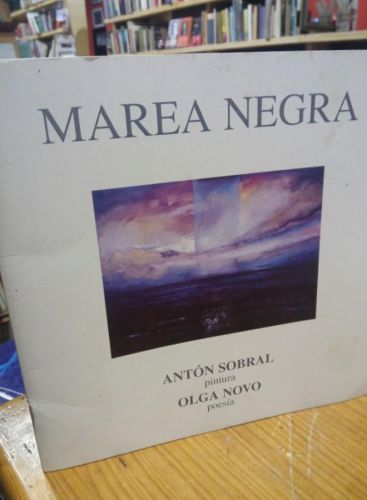 MAREA NEGRA
ANTÓN SOBRAL
pintura
OLGA NOVO
poesía